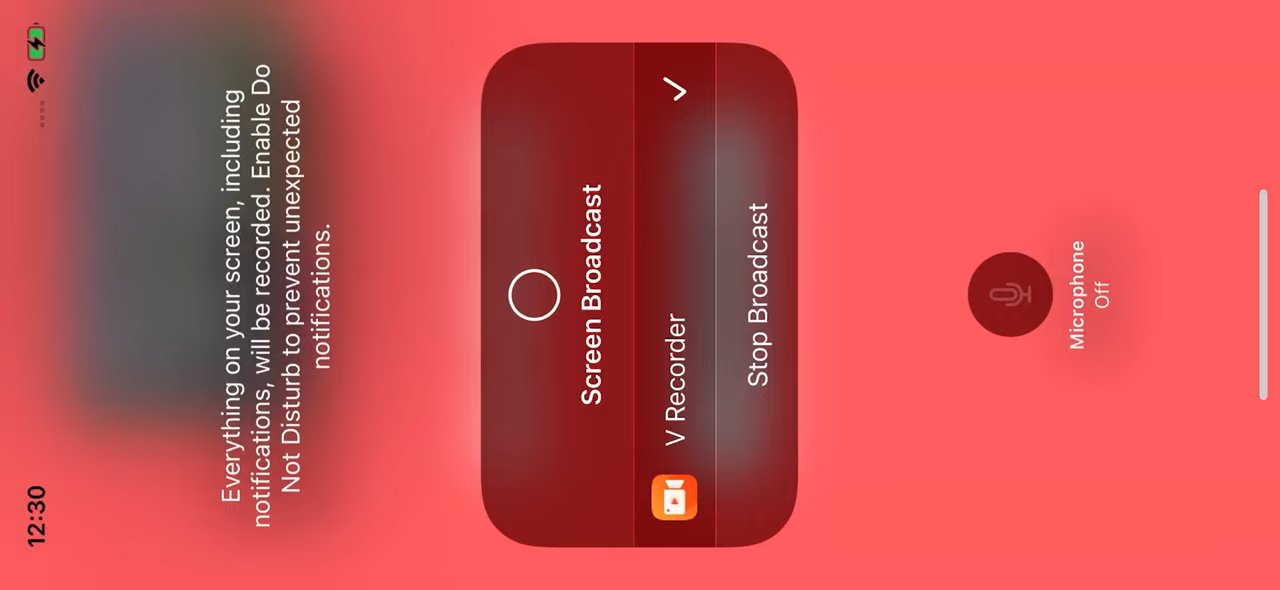 12:30
Everything on your screen, including
notifications, will be recorded. Enable Do
Not Disturb to prevent unexpected
notifications.
Screen Broadcast
V Recorder
Stop Broadcast
Microphone
Off